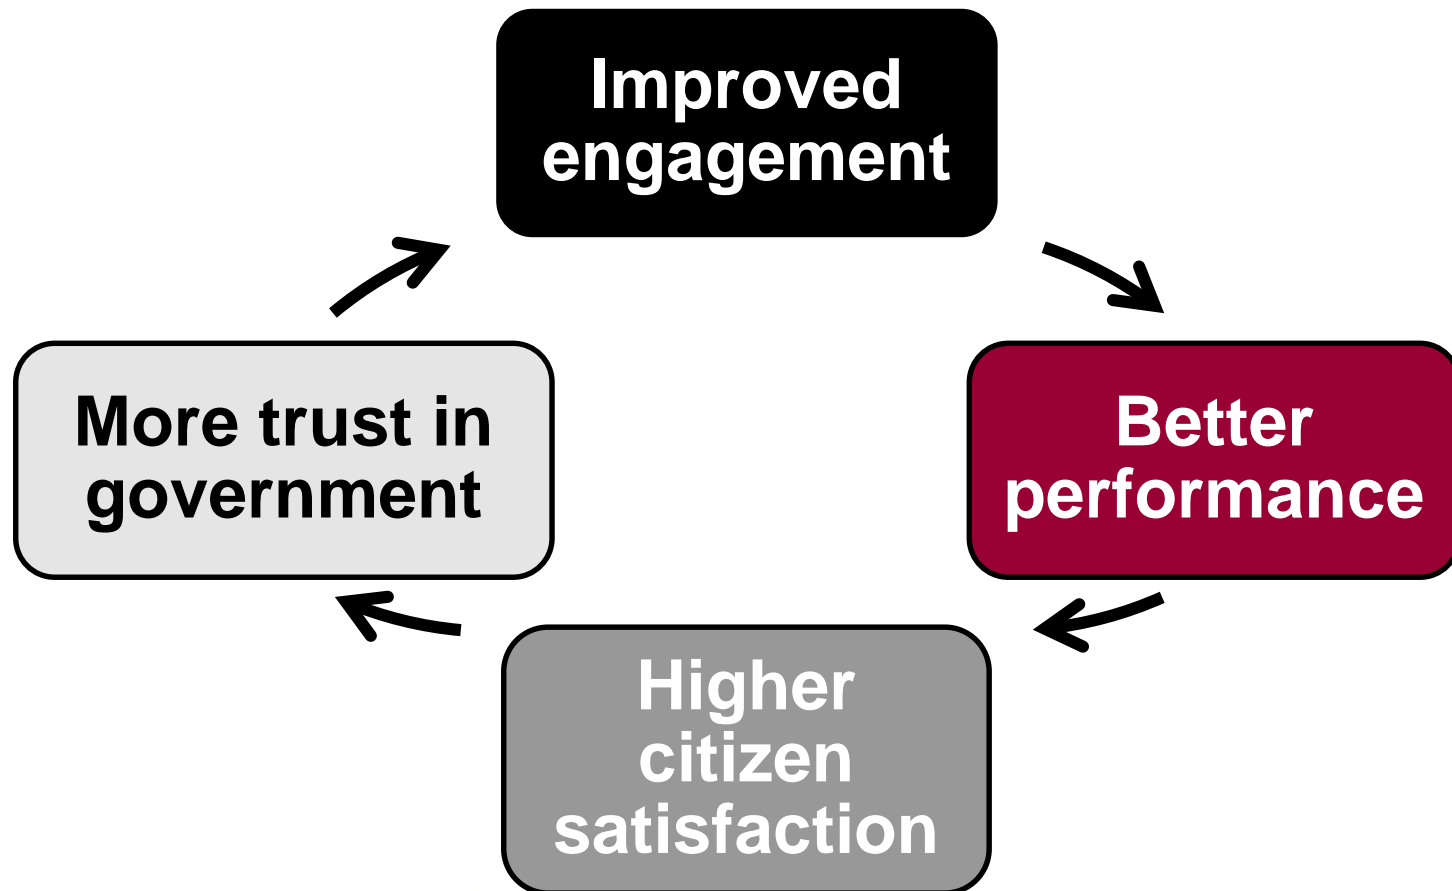 Improved
engagement
Better
performance
Higher
citizen
satisfaction
More trust in
government